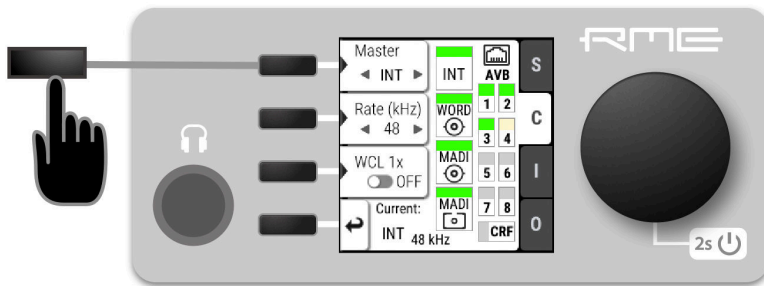 RME
Master
INT
Rate (kHz)
48
WCL 1x
OFF
Current:
INT 48 kHz
INT
WORD
MADI
MADI
AVB
1 2
3 4
5 6
7 8
CRF
S
C
I
O
2s